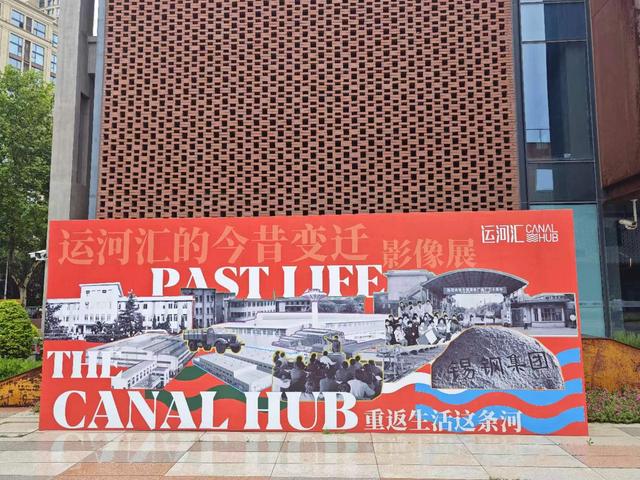 运河汇的今昔变迁 影像展
运河汇 CANAL HUB
PAST LIFE
锡钢集团
THE
CANAL HUB
重返生活这条河